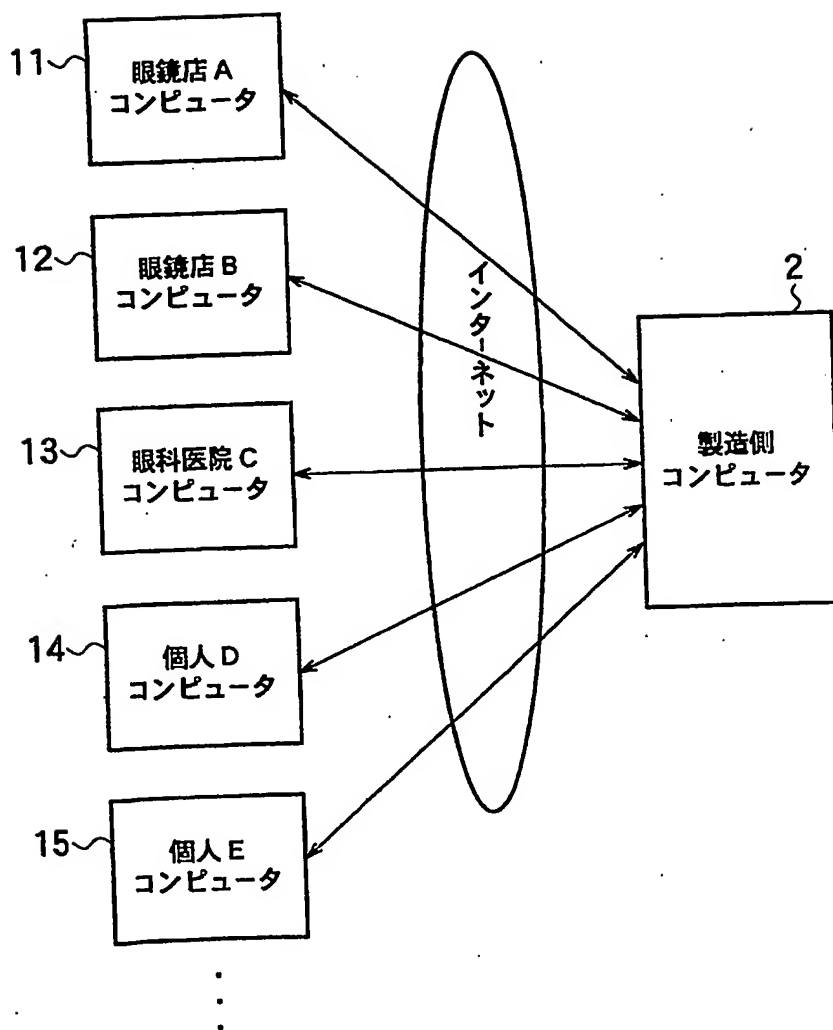 11
眼鏡店A
コンピュータ
12
眼鏡店B
コンピュータ
13
眼科医院C
コンピュータ
14
個人D
コンピュータ
15
個人E
コンピュータ
インターネット
2
製造側
コンピュータ